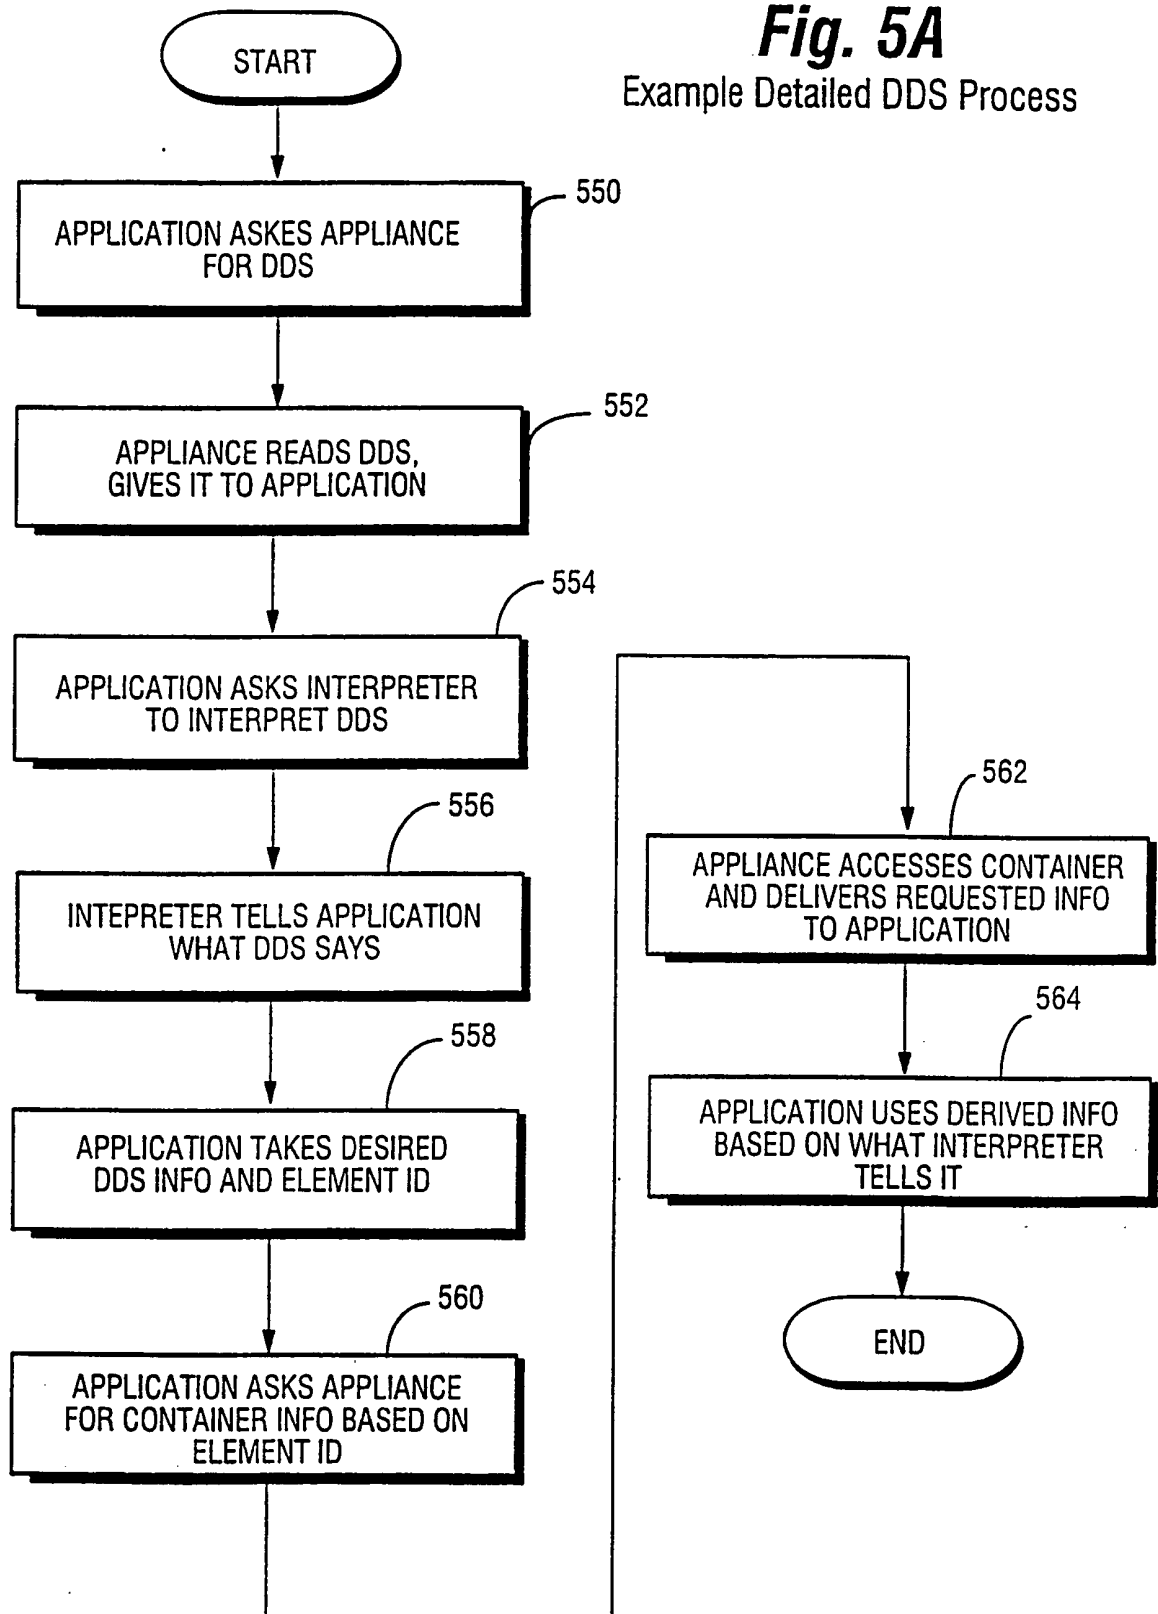 Fig. 5A
Example Detailed DDS Process
START
550
APPLICATION ASKES APPLIANCE
FOR DDS
552
APPLIANCE READS DDS,
GIVES IT TO APPLICATION
554
APPLICATION ASKS INTERPRETER
TO INTERPRET DDS
556
INTEPRETER TELLS APPLICATION
WHAT DDS SAYS
558
APPLICATION TAKES DESIRED
DDS INFO AND ELEMENT ID
560
APPLICATION ASKS APPLIANCE
FOR CONTAINER INFO BASED ON
ELEMENT ID
562
APPLIANCE ACCESSES CONTAINER
AND DELIVERS REQUESTED INFO
TO APPLICATION
564
APPLICATION USES DERIVED INFO
BASED ON WHAT INTERPRETER
TELLS IT
END